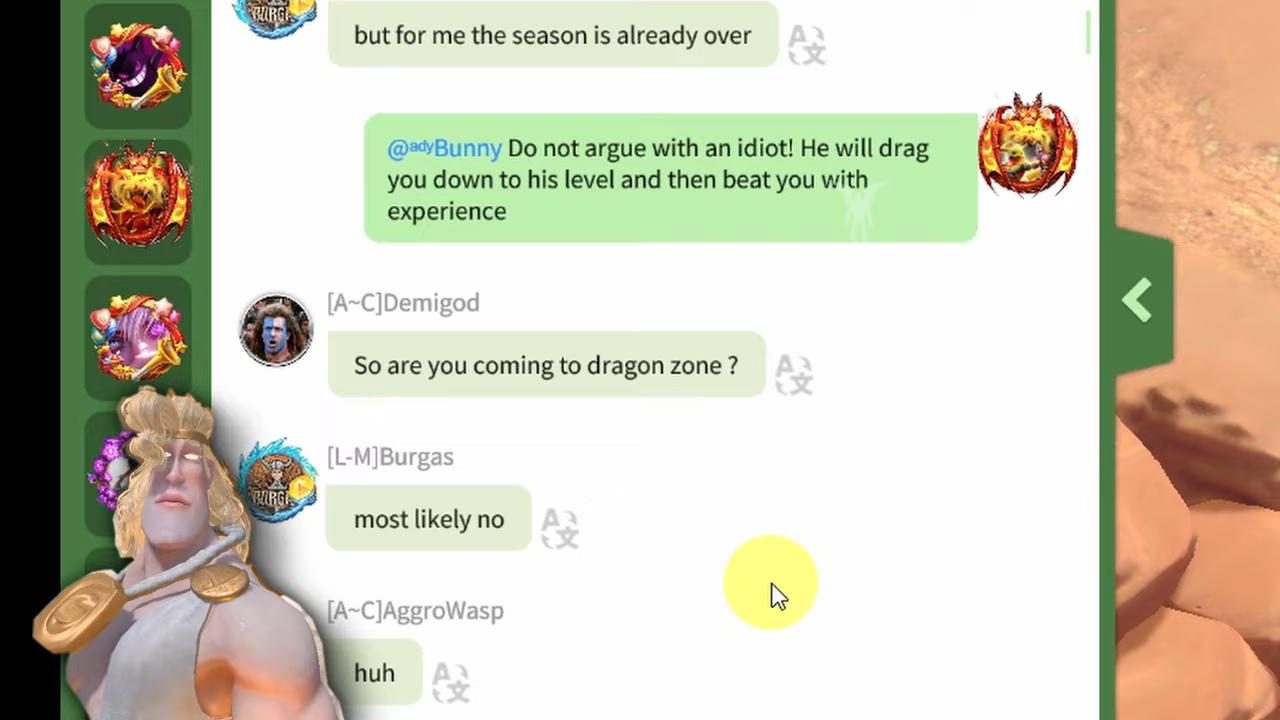 but for me the season is already over
@ᵃᵈʸBunny Do not argue with an idiot! He will drag
you down to his level and then beat you with
experience
[A~C]Demigod
So are you coming to dragon zone ?
[L-M]Burgas
most likely no
[A~C]AggroWasp
huh